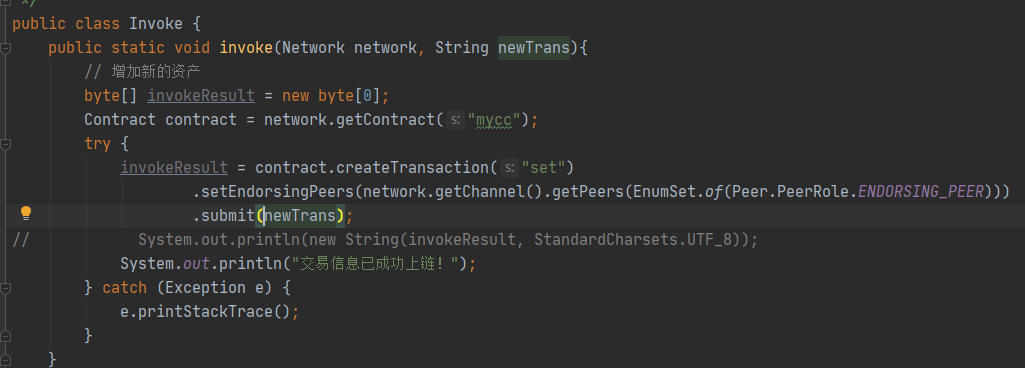 */
public class Invoke {
public static void invoke(Network network, String newTrans){
// 增加新的资产
byte[] invokeResult = new byte[0];
Contract contract = network.getContract( s: "mycc");
try {
invokeResult = contract.createTransaction( s: "set")
.setEndorsingPeers(network.getChannel().getPeers(EnumSet.of(Peer.PeerRole.ENDORSING_PEER)))
.submit(newTrans);
// System.out.println(new String(invokeResult, StandardCharsets.UTF_8));
System.out.println("交易信息已成功上链！");
} catch (Exception e) {
e.printStackTrace();
}
}